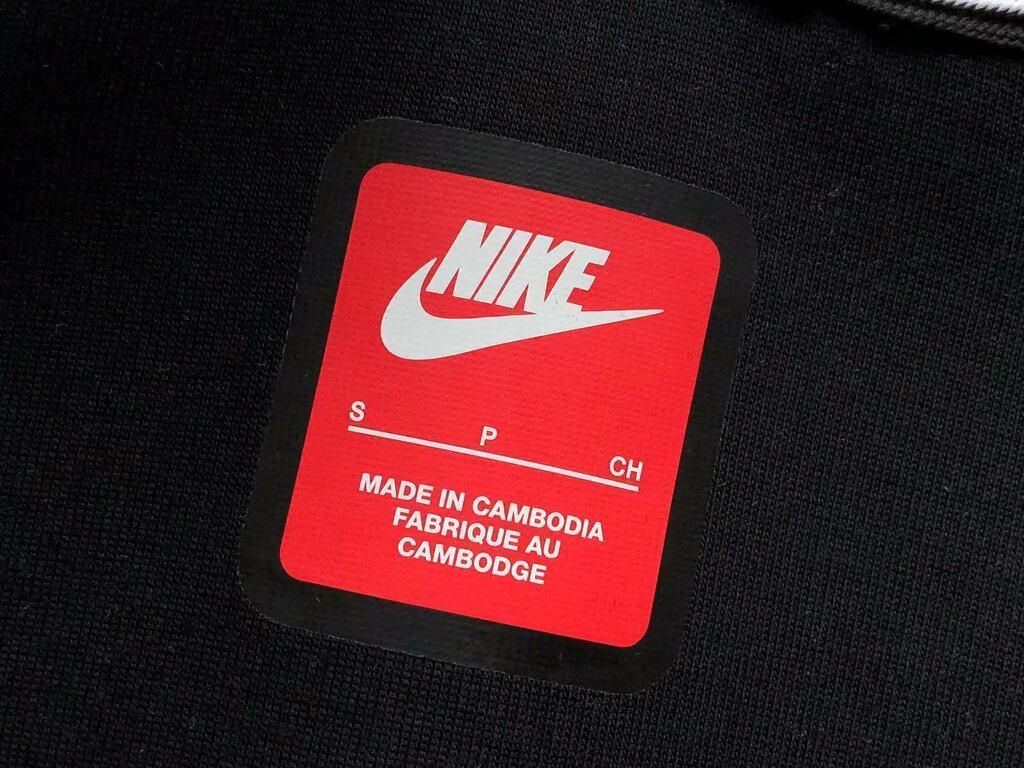 NIKE
S P CH
MADE IN CAMBODIA
FABRIQUE AU
CAMBODGE